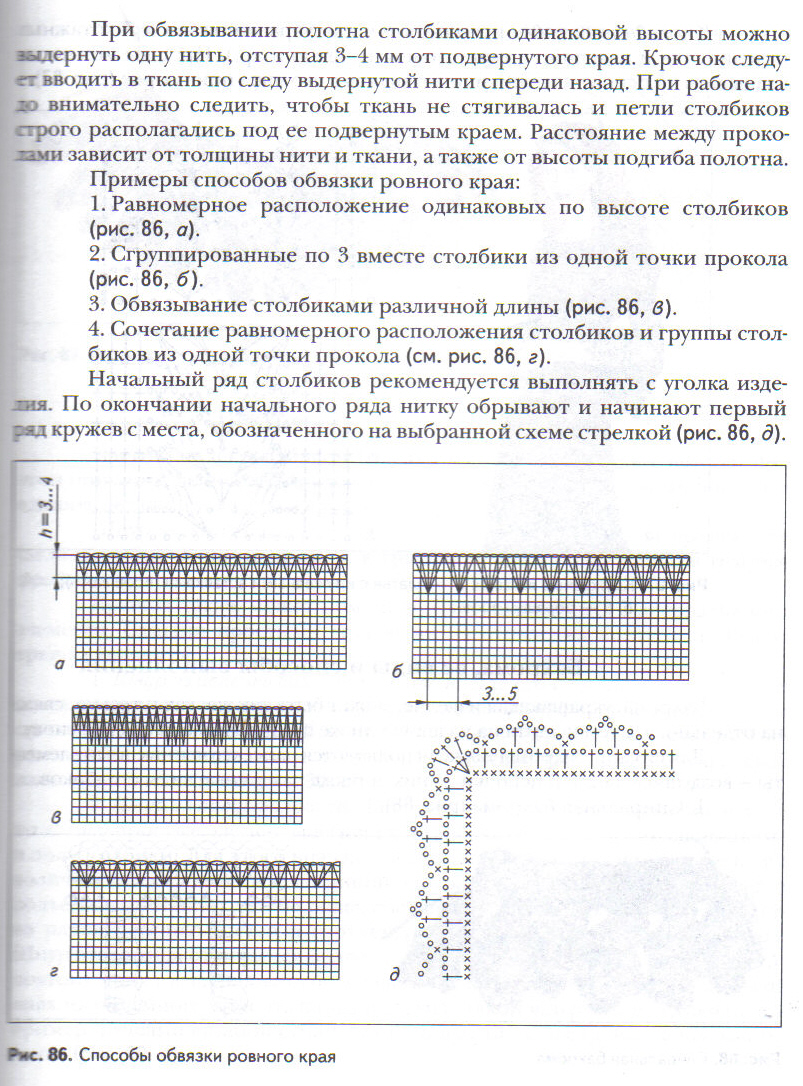 При обвязывании полотна столбиками одинаковой высоты можно
выдернуть одну нить, отступая 3–4 мм от подвернутого края. Крючок следу-
ет вводить в ткань по следу выдернутой нити спереди назад. При работе на-
до внимательно следить, чтобы ткань не стягивалась и петли столбиков
строго располагались под ее подвернутым краем. Расстояние между проко-
лами зависит от толщины нити и ткани, а также от высоты подгиба полотна.
Примеры способов обвязки ровного края:
1. Равномерное расположение одинаковых по высоте столбиков
(рис. 86, а).
2. Сгруппированные по 3 вместе столбики из одной точки прокола
(рис. 86, б).
3. Обвязывание столбиками различной длины (рис. 86, в).
4. Сочетание равномерного расположения столбиков и группы стол-
биков из одной точки прокола (см. рис. 86, г).
Начальный ряд столбиков рекомендуется выполнять с уголка изде-
лия. По окончании начального ряда нитку обрывают и начинают первый
ряд кружев с места, обозначенного на выбранной схеме стрелкой (рис. 86, д).
h=3...4
а
б
3...5
в
г
д
Рис. 86. Способы обвязки ровного края